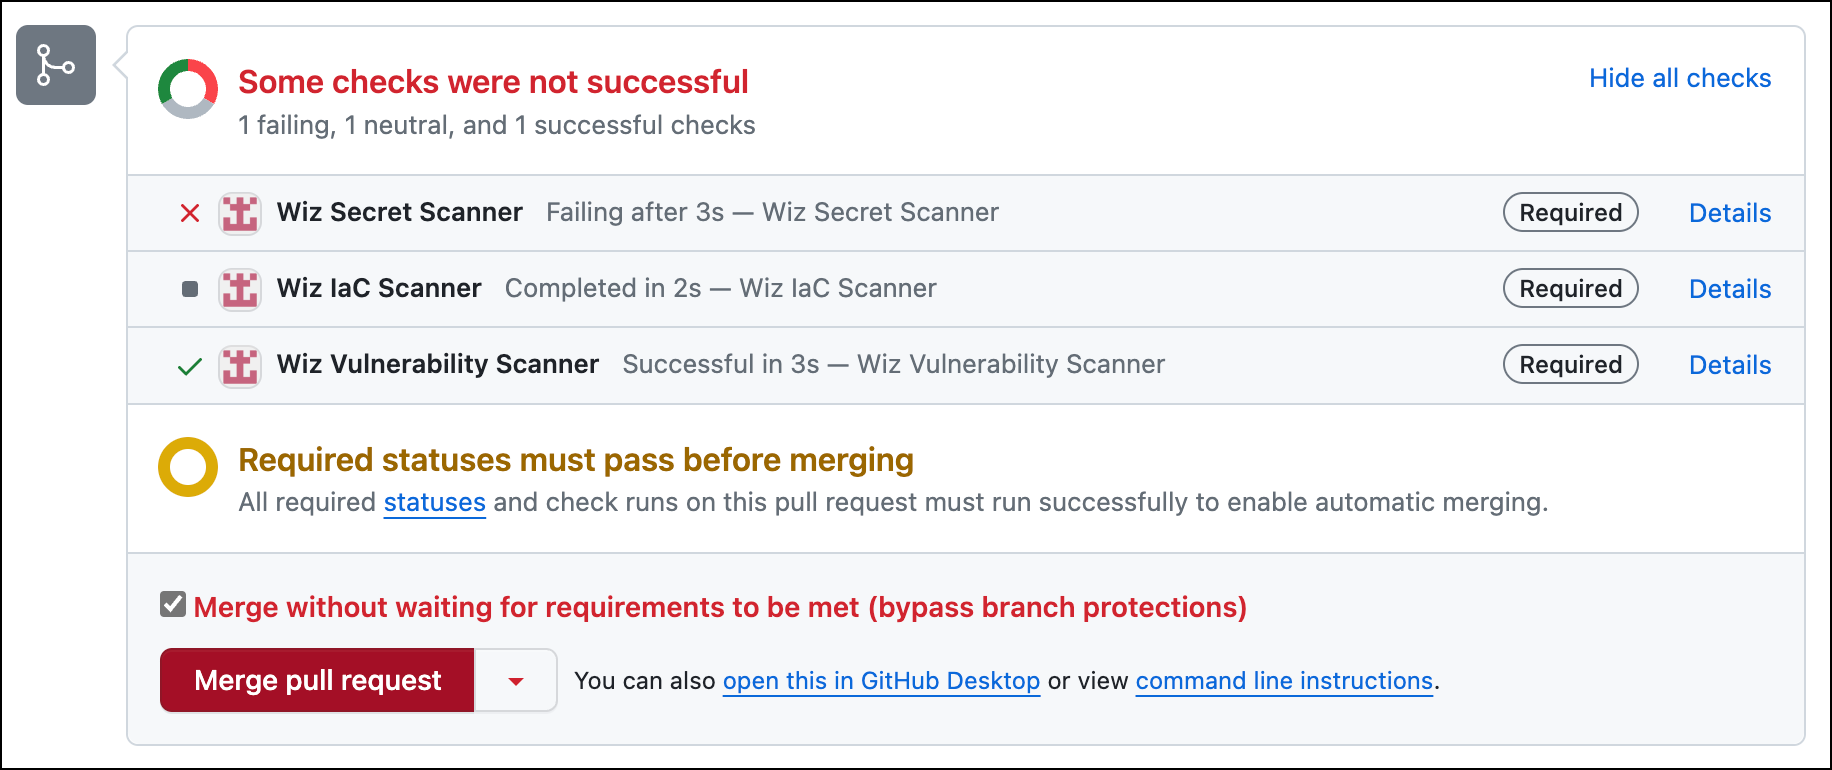 Some checks were not successful
Hide all checks
1 failing, 1 neutral, and 1 successful checks
Wiz Secret Scanner Failing after 3s — Wiz Secret Scanner Required Details
Wiz IaC Scanner Completed in 2s — Wiz IaC Scanner Required Details
Wiz Vulnerability Scanner Successful in 3s — Wiz Vulnerability Scanner Required Details
Required statuses must pass before merging
All required statuses and check runs on this pull request must run successfully to enable automatic merging.
Merge without waiting for requirements to be met (bypass branch protections)
Merge pull request You can also open this in GitHub Desktop or view command line instructions.